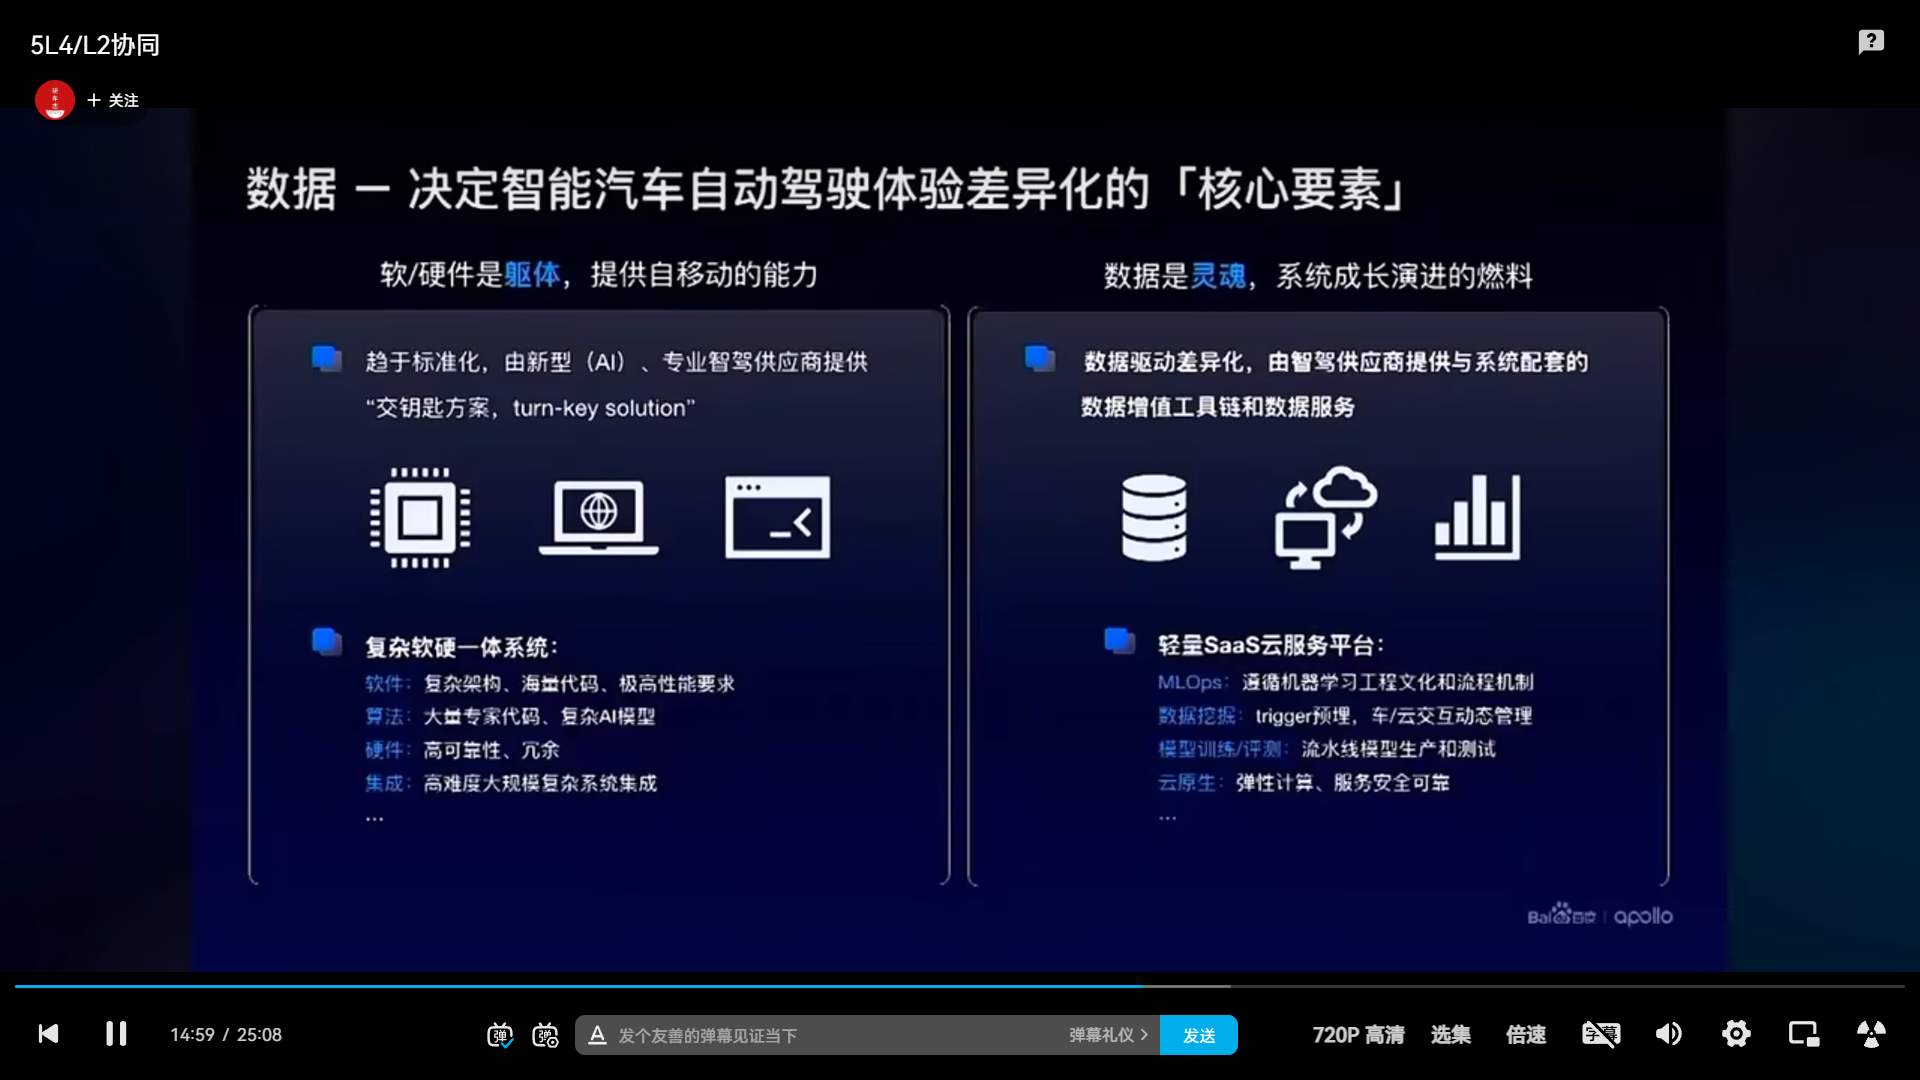 5L4/L2协同
关注
数据 — 决定智能汽车自动驾驶体验差异化的「核心要素」
软/硬件是躯体，提供自移动的能力
趋于标准化，由新型（AI）、专业智驾供应商提供
“交钥匙方案，turn-key solution”
复杂软硬一体系统：
软件：复杂架构、海量代码、极高性能要求
算法：大量专家代码、复杂AI模型
硬件：高可靠性、冗余
集成：高难度大规模复杂系统集成
...
数据是灵魂，系统成长演进的燃料
数据驱动差异化，由智驾供应商提供与系统配套的
数据增值工具链和数据服务
轻量SaaS云服务平台：
MLOps：遵循机器学习工程文化和流程机制
数据挖掘：trigger预埋，车/云交互动态管理
模型训练/评测：流水线模型生产和测试
云原生：弹性计算、服务安全可靠
...
Bai百度 | apollo
14:59 / 25:08
弹
弹
A 发个友善的弹幕见证当下 弹幕礼仪 发送
720P 高清 选集 倍速 字幕